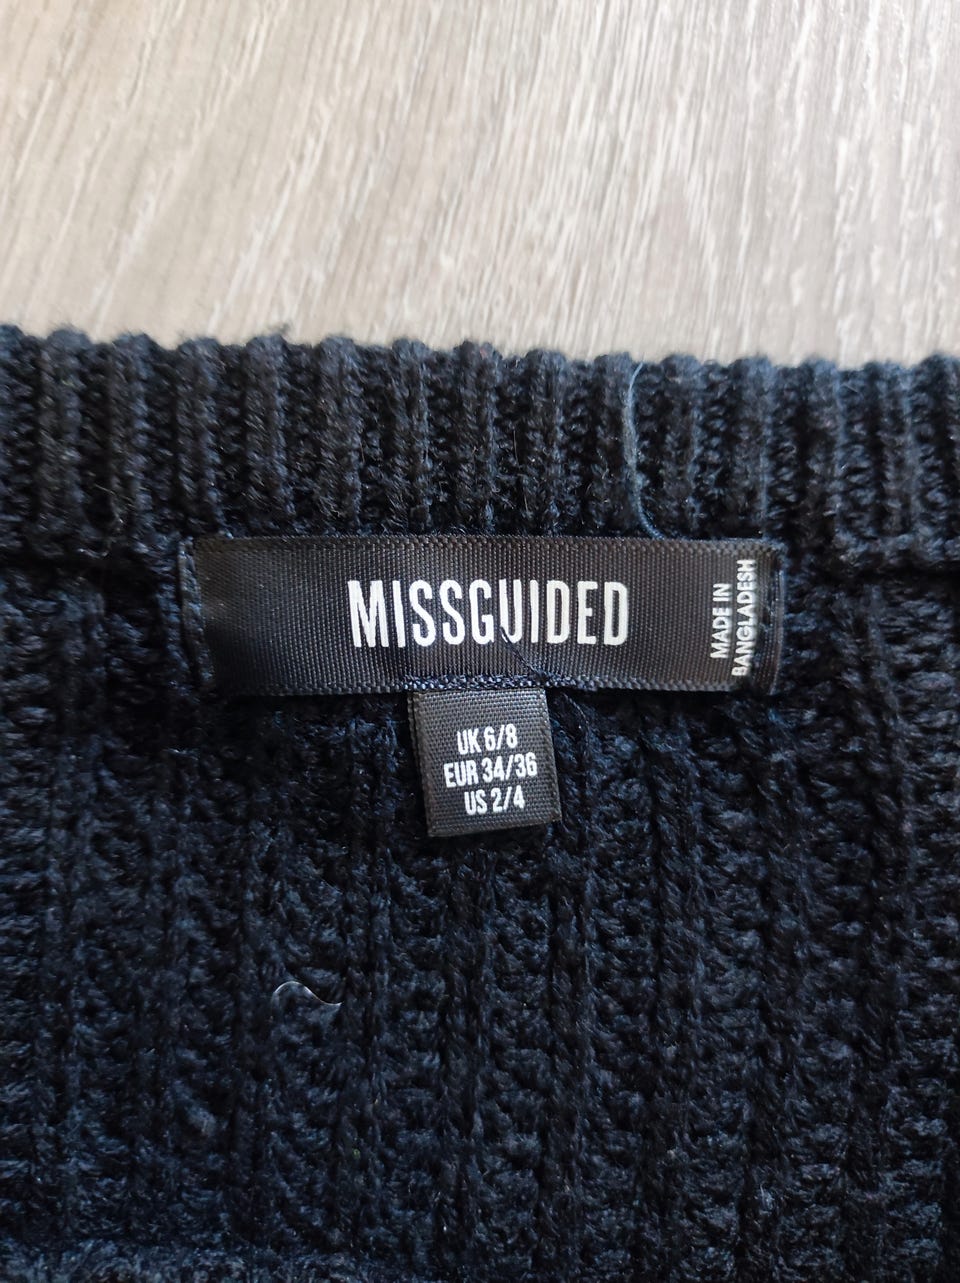 MISSGUIDED
MADE IN
BANGLADESH
UK 6/8
EUR 34/36
US 2/4